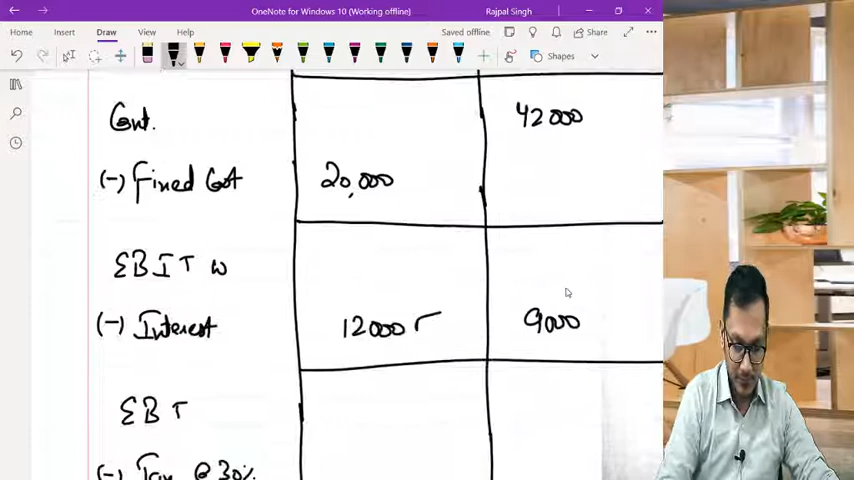 OneNote for Windows 10 (Working offline)
Rajpal Singh
Home Insert Draw View Help Saved offline Share
Shapes
Cont. 42000
(-) Fixed Cost 20,000
EBIT
(-) Interest 12000 9000
EBT
(-) Tax @ 30%